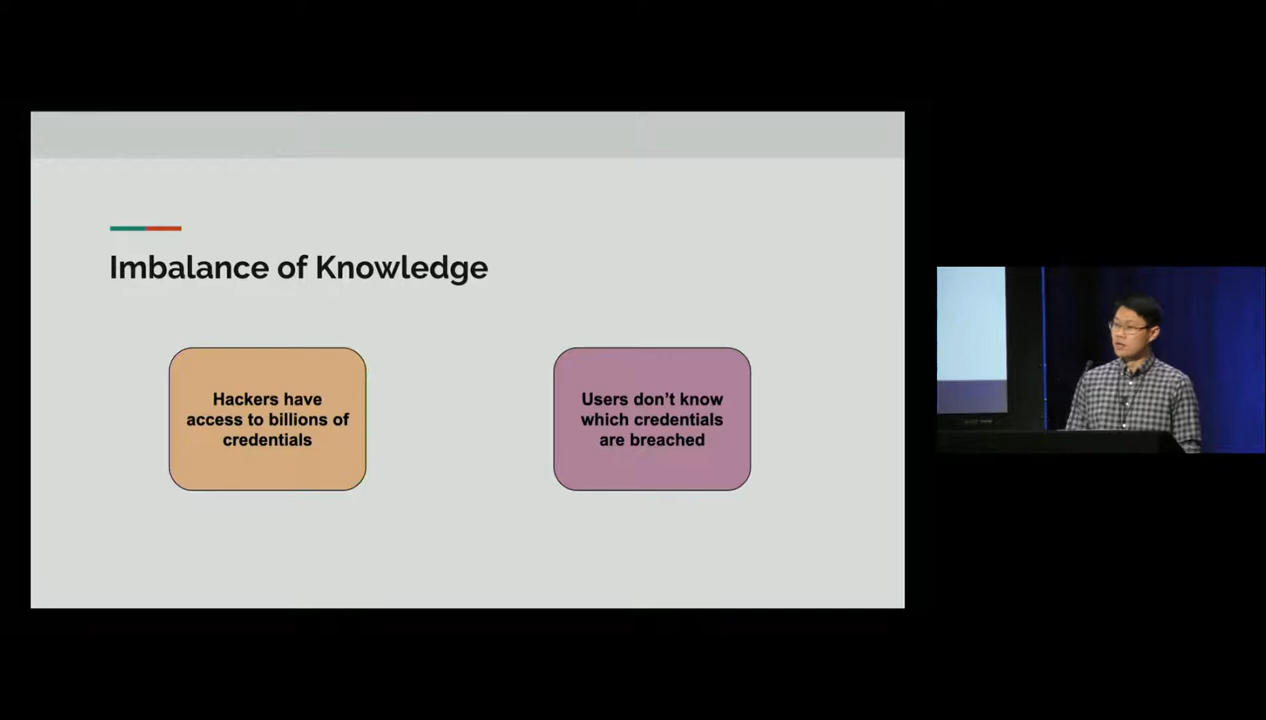 Imbalance of Knowledge
Hackers have
access to billions of
credentials
Users don’t know
which credentials
are breached